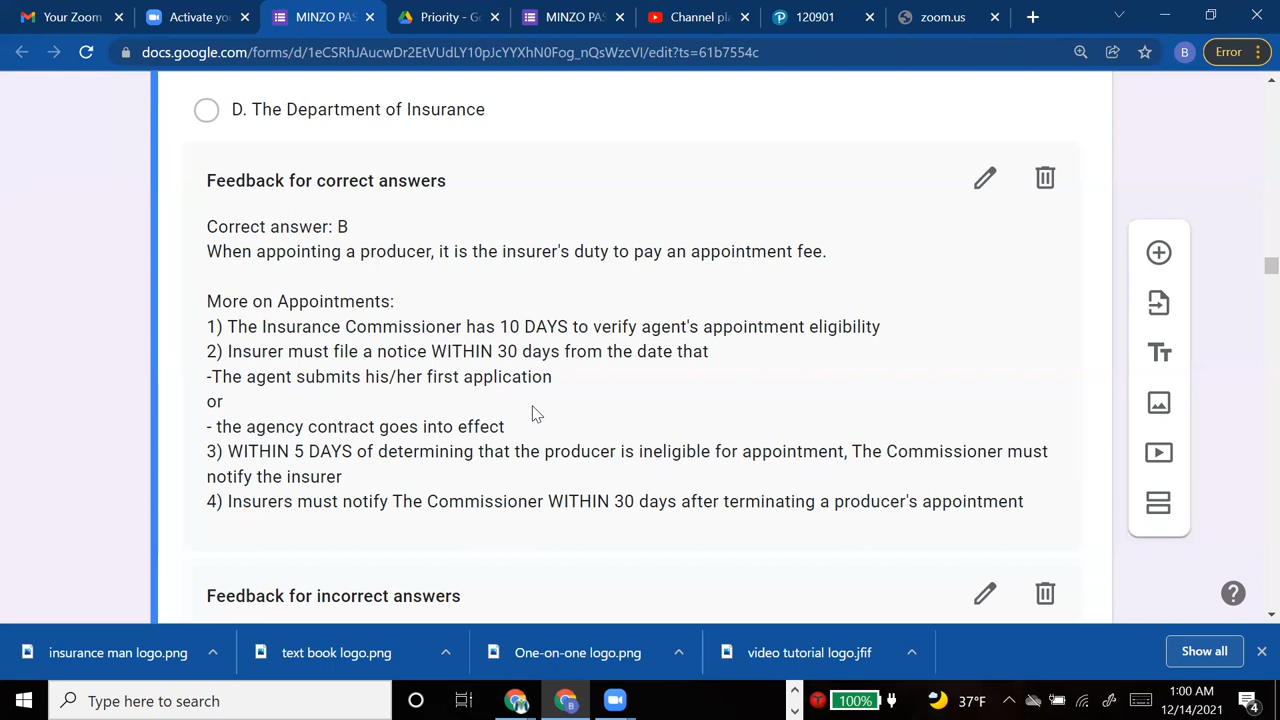 Your Zoom
Activate you
MINZO PAS
Priority - Go
MINZO PAS
Channel pla
120901
zoom.us
docs.google.com/forms/d/1eCSRhJAucwDr2EtVUdLY10pJcYYXhN0Fog_nQsWzcVI/edit?ts=61b7554c
B
Error
D. The Department of Insurance
Feedback for correct answers
Correct answer: B
When appointing a producer, it is the insurer's duty to pay an appointment fee.
More on Appointments:
1) The Insurance Commissioner has 10 DAYS to verify agent's appointment eligibility
2) Insurer must file a notice WITHIN 30 days from the date that
-The agent submits his/her first application
or
- the agency contract goes into effect
3) WITHIN 5 DAYS of determining that the producer is ineligible for appointment, The Commissioner must
notify the insurer
4) Insurers must notify The Commissioner WITHIN 30 days after terminating a producer's appointment
Feedback for incorrect answers
Tт
insurance man logo.png
text book logo.png
One-on-one logo.png
video tutorial logo.jfif
Show all
Type here to search
100%
37°F
1:00 AM
12/14/2021
4